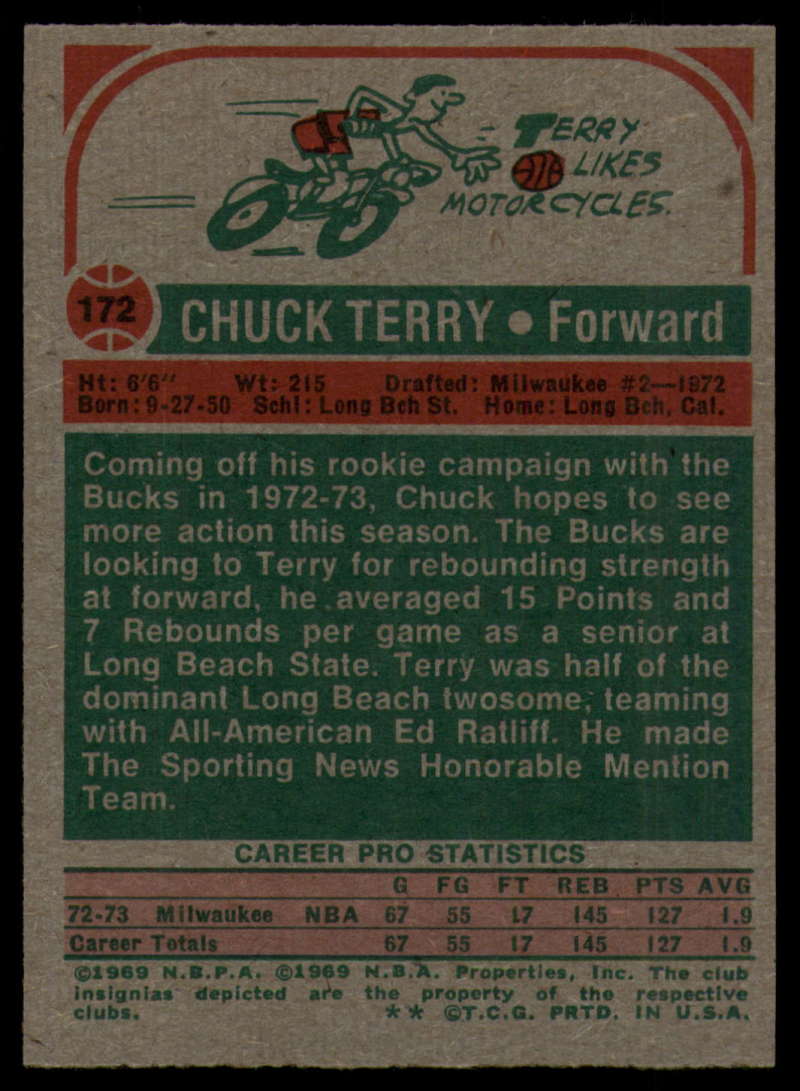 TERRY
LIKES
MOTORCYCLES.
172
CHUCK TERRY • Forward
Ht: 6'6" Wt: 215 Drafted: Milwaukee #2—1972
Born: 9-27-50 Schl: Long Bch St. Home: Long Bch, Cal.
Coming off his rookie campaign with the
Bucks in 1972-73, Chuck hopes to see
more action this season. The Bucks are
looking to Terry for rebounding strength
at forward, he averaged 15 Points and
7 Rebounds per game as a senior at
Long Beach State. Terry was half of the
dominant Long Beach twosome, teaming
with All-American Ed Ratliff. He made
The Sporting News Honorable Mention
Team.
CAREER PRO STATISTICS
G FG FT REB PTS AVG
72-73 Milwaukee NBA 67 55 17 145 127 1.9
Career Totals 67 55 17 145 127 1.9
©1969 N.B.P.A. ©1969 N.B.A. Properties, Inc. The club
insignias depicted are the property of the respective
clubs. ** ©T.C.G. PRTD. IN U.S.A.